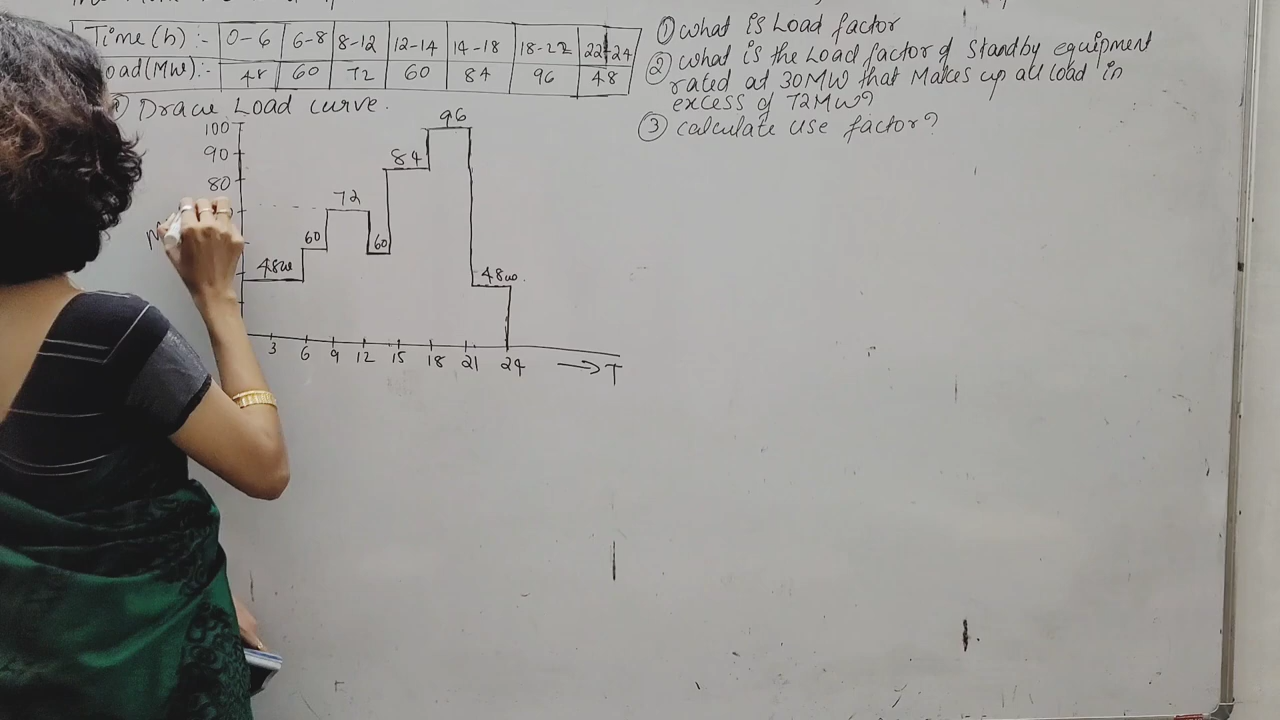 Time(h) :- 0-6 6-8 8-12 12-14 14-18 18-22 22-24
oad(MW):- 48 60 72 60 84 96 48
Draw Load curve.
① What is Load factor
② what is the Load factor of Standby equipment
rated at 30MW that Makes up all load in
excess of 72MW?
③ calculate use factor?
100
90
80
48w
60
72
60
84
96
48w.
3 6 9 12 15 18 21 24 → T